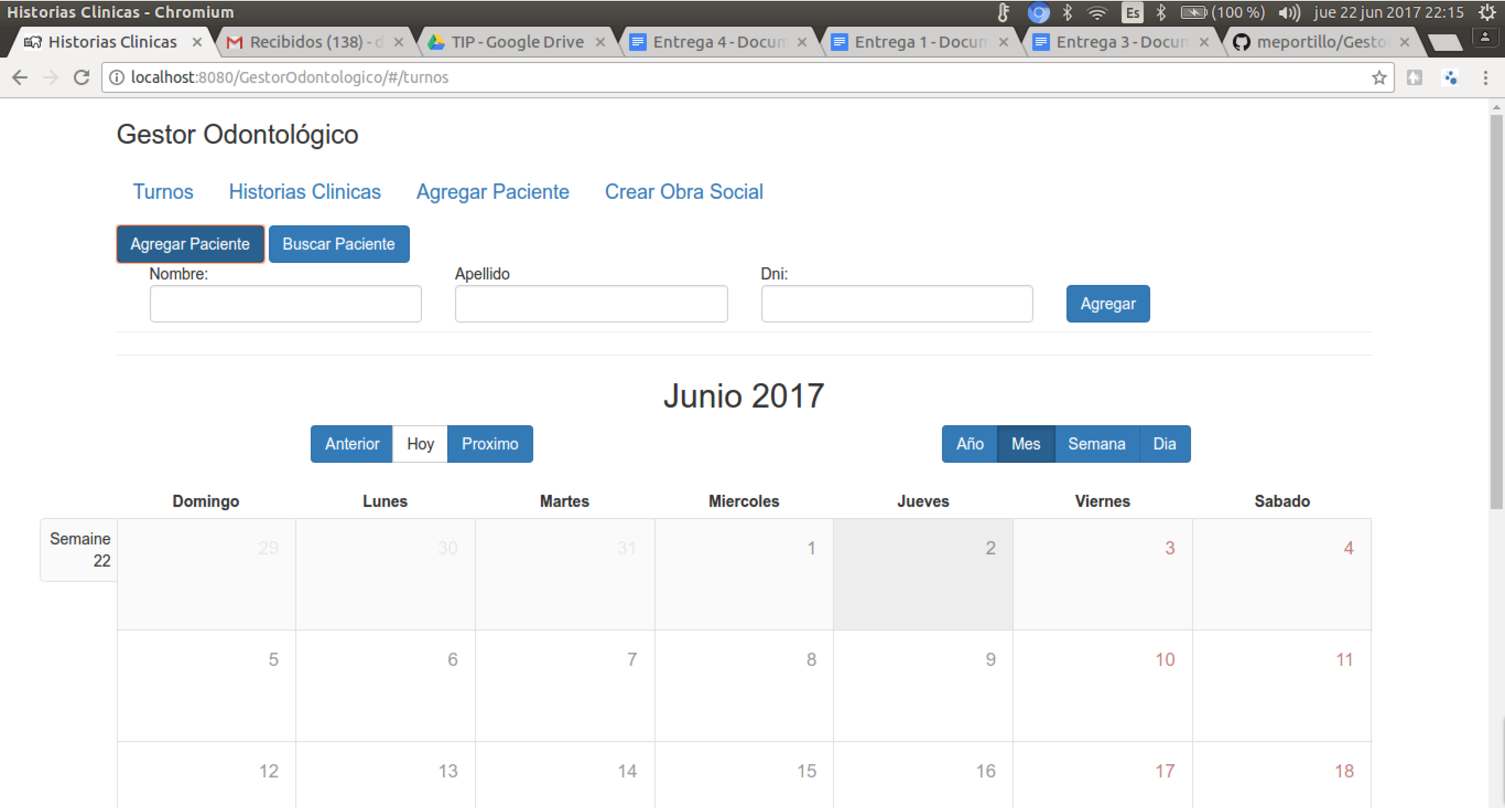 Historias Clinicas - Chromium Es (100 %) jue 22 jun 2017 22:15
Historias Clinicas Recibidos (138) - d TIP - Google Drive Entrega 4 - Docum Entrega 1 - Docum Entrega 3 - Docun meportillo/Gesto
localhost:8080/GestorOdontologico/#/turnos
Gestor Odontológico
Turnos Historias Clinicas Agregar Paciente Crear Obra Social
Agregar Paciente Buscar Paciente
Nombre: Apellido Dni:
Agregar
Junio 2017
Anterior Hoy Proximo Año Mes Semana Dia
Domingo Lunes Martes Miercoles Jueves Viernes Sabado
Semaine
22
29 30 31 1 2 3 4
5 6 7 8 9 10 11
12 13 14 15 16 17 18